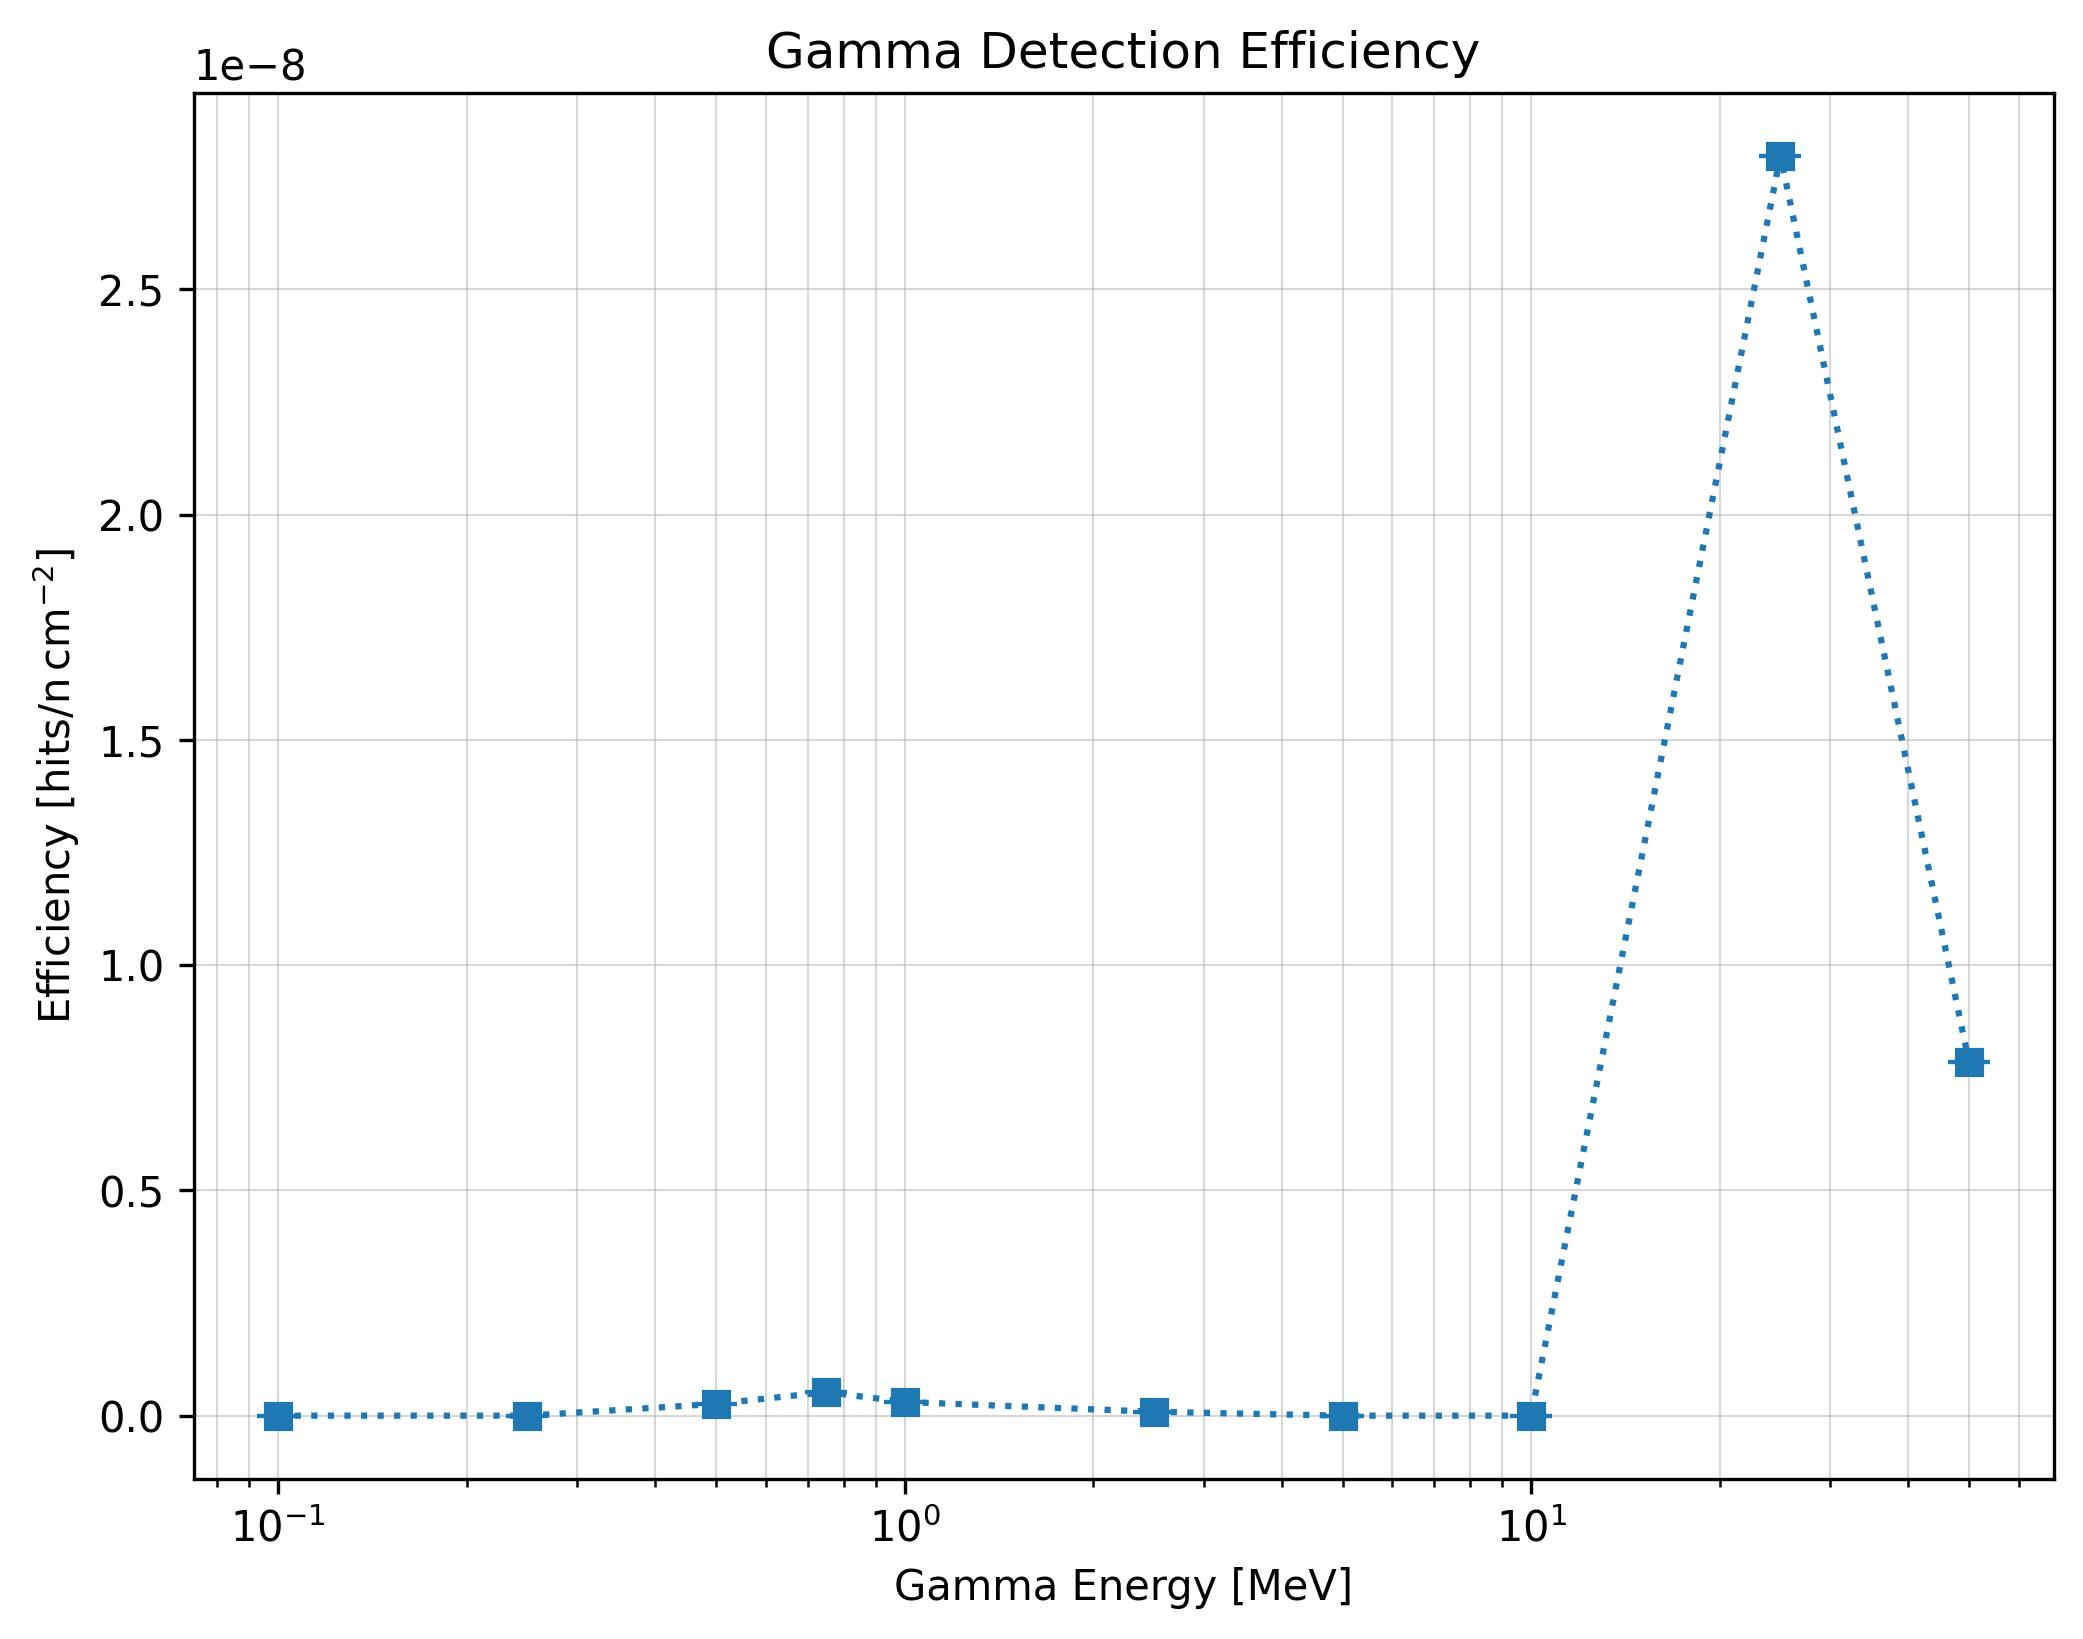 Gamma Detection Efficiency
1e−8
2.5
2.0
1.5
1.0
0.5
0.0
Efficiency [hits/n cm⁻²]
10⁻¹ 10⁰ 10¹
Gamma Energy [MeV]